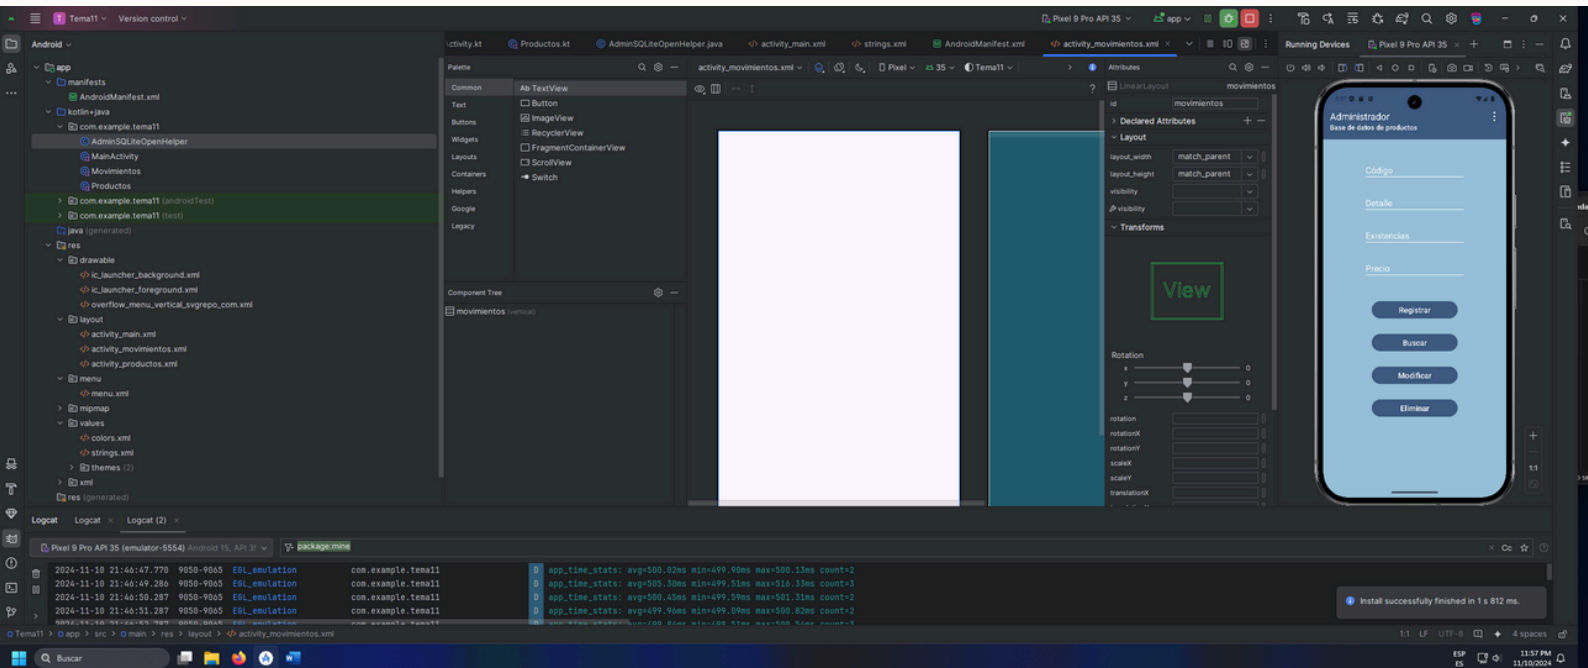 Tema11 Version control Pixel 9 Pro API 35 app
Android
app
manifests
AndroidManifest.xml
kotlin+java
com.example.tema11
AdminSQLiteOpenHelper
MainActivity
Movimientos
Productos
com.example.tema11 (androidTest)
com.example.tema11 (test)
java (generated)
res
drawable
ic_launcher_background.xml
ic_launcher_foreground.xml
overflow_menu_vertical_svgrepo_com.xml
layout
activity_main.xml
activity_movimientos.xml
activity_productos.xml
menu
menu.xml
mipmap
values
colors.xml
strings.xml
themes (2)
xml
res (generated)
ctivity.kt Productos.kt AdminSQLiteOpenHelper.java activity_main.xml strings.xml AndroidManifest.xml activity_movimientos.xml
Palette
Common
Text
Buttons
Widgets
Layouts
Containers
Helpers
Google
Legacy
Ab TextView
Button
ImageView
RecyclerView
FragmentContainerView
ScrollView
Switch
Component Tree
movimientos (vertical)
activity_movimientos.xml Pixel 35 Tema11
Attributes
LinearLayout movimientos
id movimientos
Declared Attributes
Layout
layout_width match_parent
layout_height match_parent
visibility
visibility
Transforms
View
Rotation
x 0
y 0
z 0
rotation
rotationX
rotationY
scaleX
scaleY
translationX
Running Devices Pixel 9 Pro API 35
Administrador
Base de datos de productos
Código
Detalle
Existencias
Precio
Registrar
Buscar
Modificar
Eliminar
1:1
Logcat Logcat Logcat (2)
Pixel 9 Pro API 35 (emulator-5554) Android 15, API 3 package:mine Cc
2024-11-10 21:46:47.770 9050-9065 EGL_emulation com.example.tema11 D app_time_stats: avg=500.02ms min=499.90ms max=500.13ms count=2
2024-11-10 21:46:49.286 9050-9065 EGL_emulation com.example.tema11 D app_time_stats: avg=505.30ms min=499.51ms max=516.33ms count=3
2024-11-10 21:46:50.287 9050-9065 EGL_emulation com.example.tema11 D app_time_stats: avg=500.45ms min=499.59ms max=501.31ms count=2
2024-11-10 21:46:51.287 9050-9065 EGL_emulation com.example.tema11 D app_time_stats: avg=499.96ms min=499.09ms max=500.82ms count=2
Install successfully finished in 1 s 812 ms.
Tema11 > app > src > main > res > layout > activity_movimientos.xml 1:1 LF UTF-8 4 spaces
Buscar ESP 11:57 PM
ES 11/10/2024